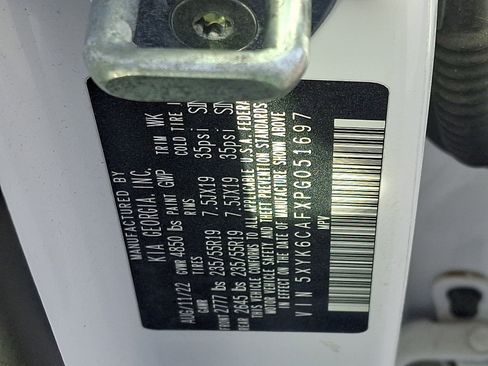 MANUFACTURED BY
KIA GEORGIA, INC.
AUG/11/22 GVWR 4850 lbs PAINT GWP TRIM WK
GAWR TIRES RIMS COLD TIRE
FRONT 2777 lbs 235/55R19 7.5JX19 35psi
REAR 2645 lbs 235/55R19 7.5JX19 35psi
THIS VEHICLE CONFORMS TO ALL APPLICABLE U.S.A. FEDERAL
MOTOR VEHICLE SAFETY AND THEFT PREVENTION STANDARDS
IN EFFECT ON THE DATE OF MANUFACTURE SHOWN ABOVE
VIN 5XYK6CAFXPG051697
MPV